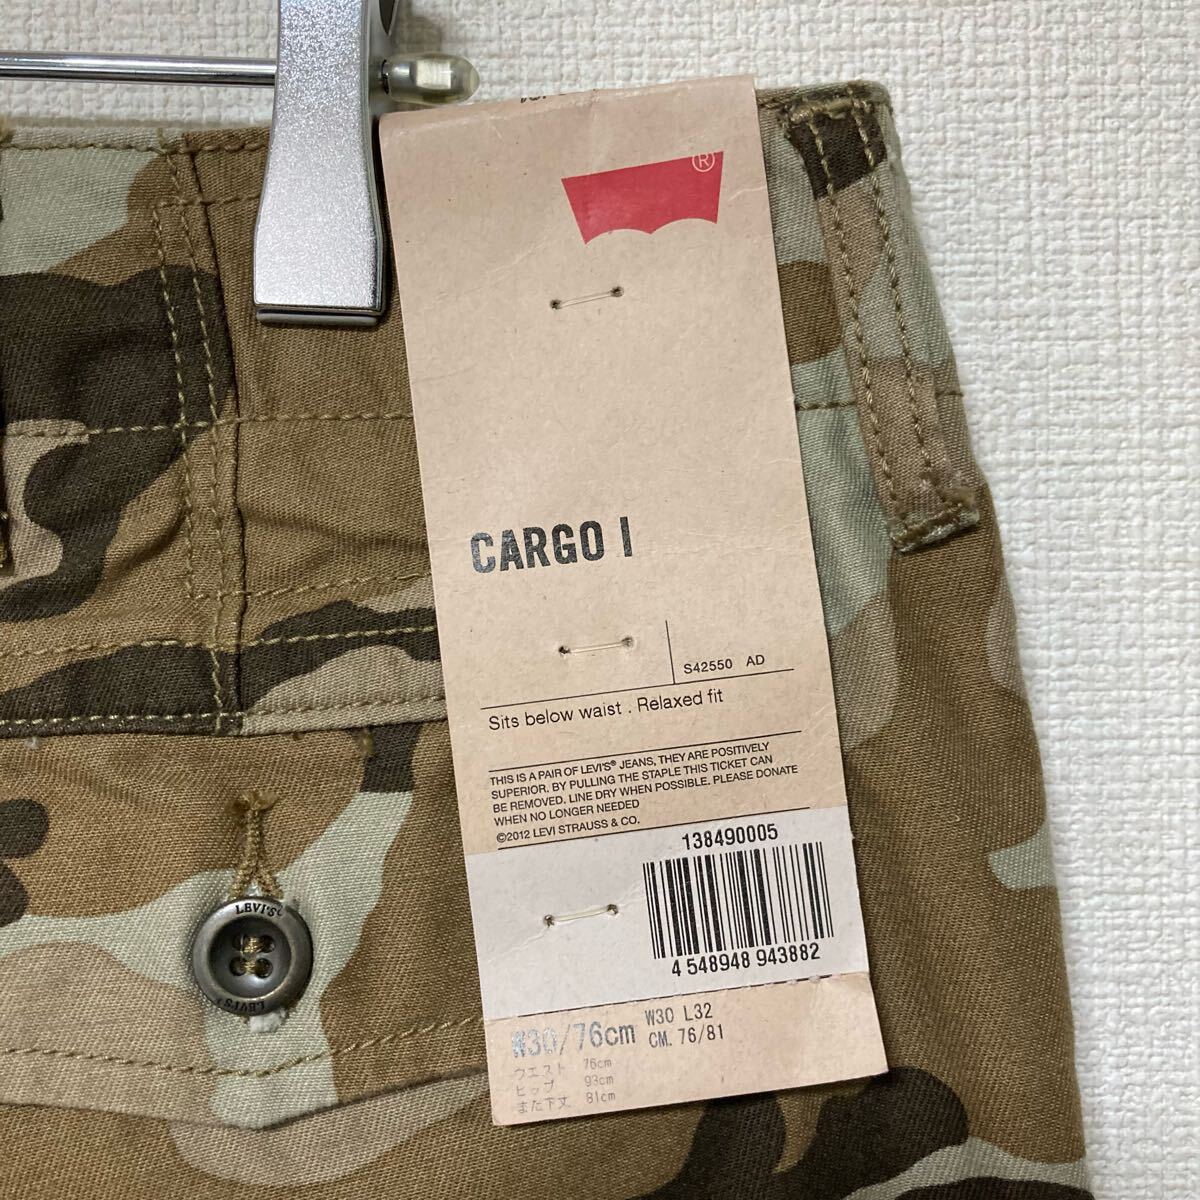 ®
CARGO I
S42550 AD
Sits below waist . Relaxed fit
THIS IS A PAIR OF LEVI'S® JEANS, THEY ARE POSITIVELY
SUPERIOR. BY PULLING THE STAPLE THIS TICKET CAN
BE REMOVED. LINE DRY WHEN POSSIBLE. PLEASE DONATE
WHEN NO LONGER NEEDED
©2012 LEVI STRAUSS & CO.
138490005
4 548948 943882
W30/76cm
W30 L32
CM. 76/81
ウエスト 76cm
ヒップ 93cm
また下丈 81cm
LEVI'S
LEVI'S